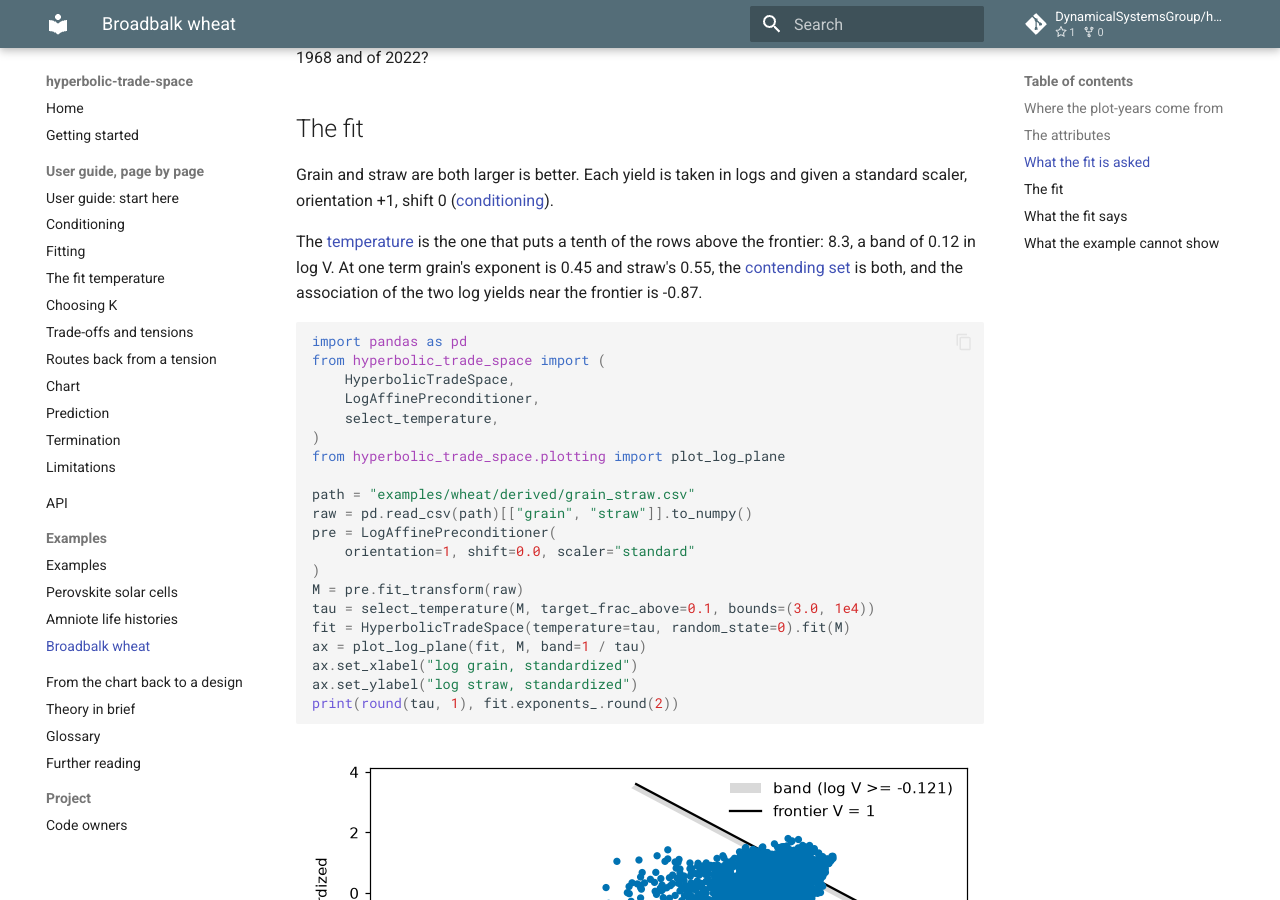 Broadbalk wheat
Search
DynamicalSystemsGroup/h...
1 0
hyperbolic-trade-space
Home
Getting started
User guide, page by page
User guide: start here
Conditioning
Fitting
The fit temperature
Choosing K
Trade-offs and tensions
Routes back from a tension
Chart
Prediction
Termination
Limitations
API
Examples
Examples
Perovskite solar cells
Amniote life histories
Broadbalk wheat
From the chart back to a design
Theory in brief
Glossary
Further reading
Project
Code owners
1968 and of 2022?
The fit
Grain and straw are both larger is better. Each yield is taken in logs and given a standard scaler,
orientation +1, shift 0 (conditioning).
The temperature is the one that puts a tenth of the rows above the frontier: 8.3, a band of 0.12 in
log V. At one term grain's exponent is 0.45 and straw's 0.55, the contending set is both, and the
association of the two log yields near the frontier is -0.87.
import pandas as pd
from hyperbolic_trade_space import (
    HyperbolicTradeSpace,
    LogAffinePreconditioner,
    select_temperature,
)
from hyperbolic_trade_space.plotting import plot_log_plane
path = "examples/wheat/derived/grain_straw.csv"
raw = pd.read_csv(path)[["grain", "straw"]].to_numpy()
pre = LogAffinePreconditioner(
    orientation=1, shift=0.0, scaler="standard"
)
M = pre.fit_transform(raw)
tau = select_temperature(M, target_frac_above=0.1, bounds=(3.0, 1e4))
fit = HyperbolicTradeSpace(temperature=tau, random_state=0).fit(M)
ax = plot_log_plane(fit, M, band=1 / tau)
ax.set_xlabel("log grain, standardized")
ax.set_ylabel("log straw, standardized")
print(round(tau, 1), fit.exponents_.round(2))
4
band (log V >= -0.121)
frontier V = 1
2
0
dized
Table of contents
Where the plot-years come from
The attributes
What the fit is asked
The fit
What the fit says
What the example cannot show